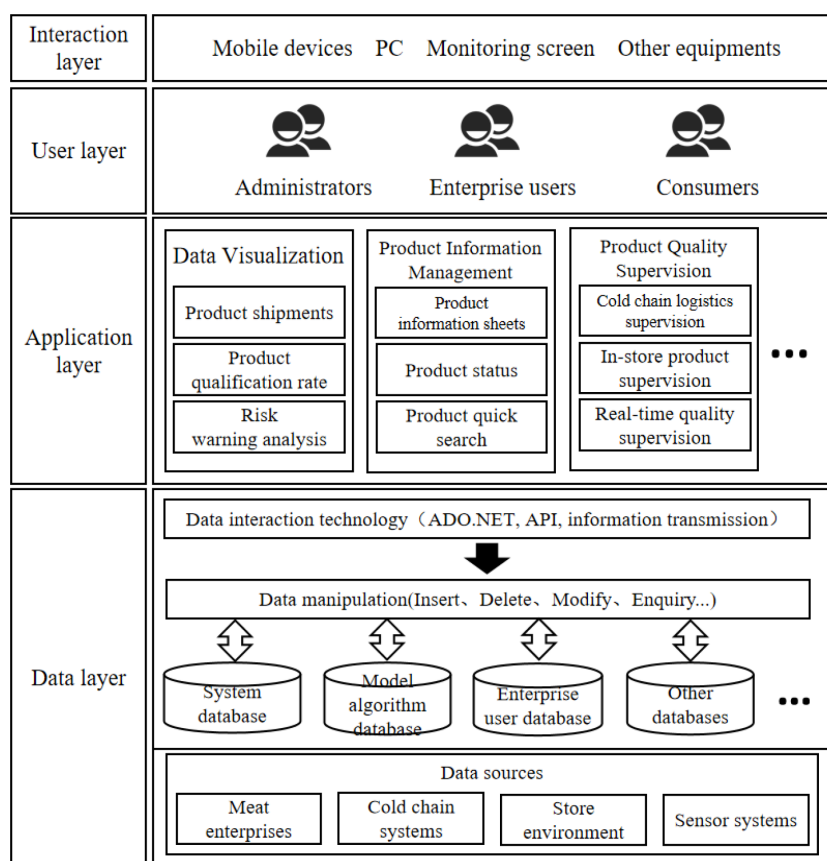 Interaction
layer
Mobile devices PC Monitoring screen Other equipments
User layer
Administrators Enterprise users Consumers
Application
layer
Data Visualization
Product shipments
Product
qualification rate
Risk
warning analysis
Product Information
Management
Product
information sheets
Product status
Product quick
search
Product Quality
Supervision
Cold chain logistics
supervision
In-store product
supervision
Real-time quality
supervision
...
Data layer
Data interaction technology（ADO.NET, API, information transmission）
Data manipulation(Insert、Delete、Modify、Enquiry...)
System
database
Model
algorithm
database
Enterprise
user database
Other
databases
...
Data sources
Meat
enterprises
Cold chain
systems
Store
environment
Sensor systems